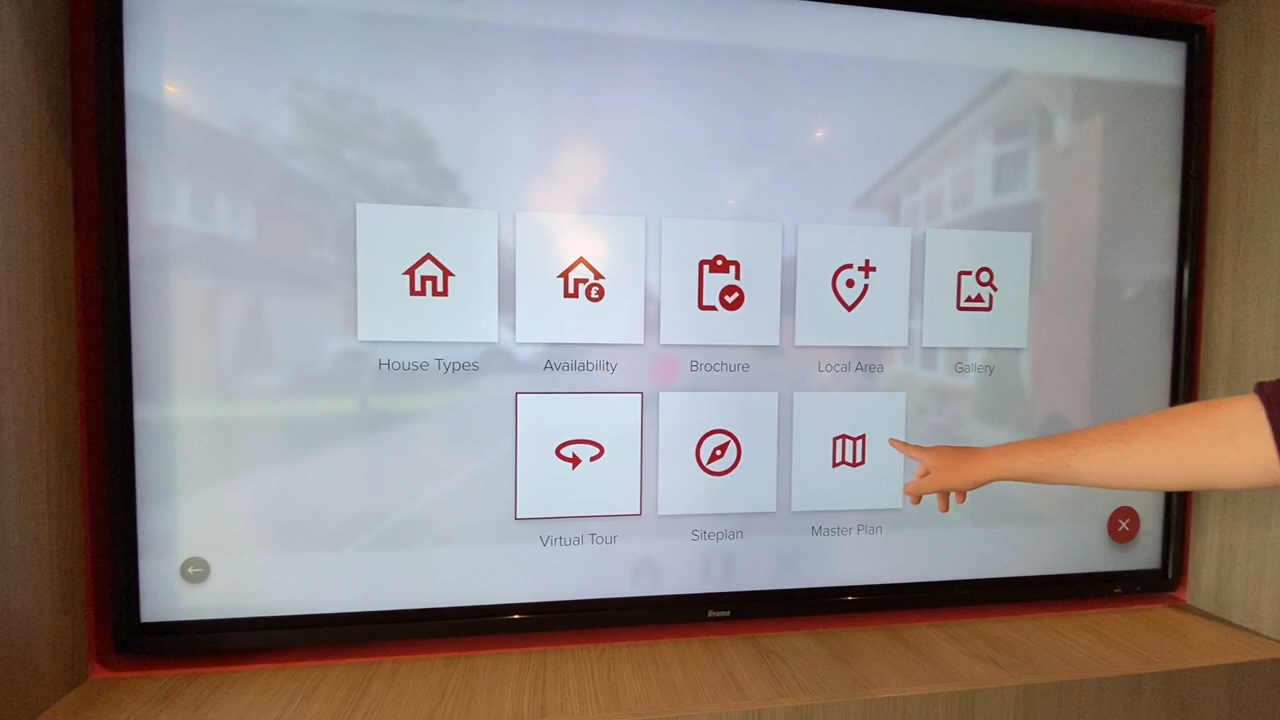 House Types
Availability
£
Brochure
Local Area
Gallery
Virtual Tour
Siteplan
Master Plan
iiyama